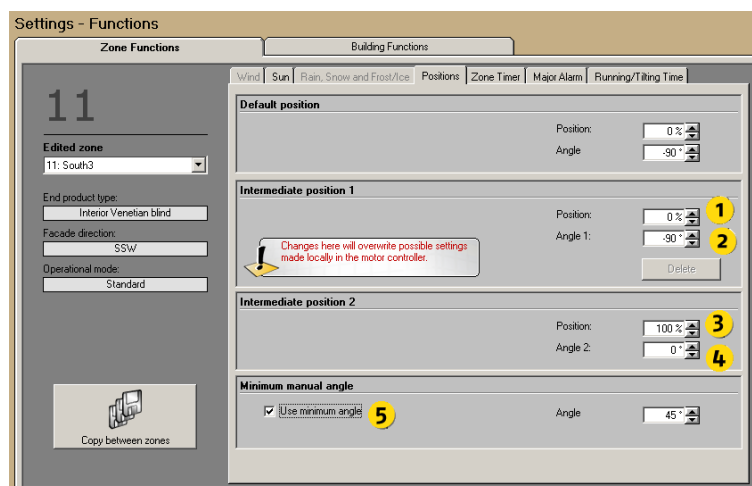 Settings - Functions
Zone Functions
Building Functions
Wind
Sun
Rain, Snow and Frost/Ice
Positions
Zone Timer
Major Alarm
Running/Tilting Time
11
Edited zone
11: South3
End product type:
Interior Venetian blind
Facade direction:
SSW
Operational mode:
Standard
Copy between zones
Default position
Position: 0 %
Angle -90 °
Intermediate position 1
Position: 0 % 1
Angle 1: -90 ° 2
Changes here will overwrite possible settings
made locally in the motor controller.
Delete
Intermediate position 2
Position: 100 % 3
Angle 2: 0 ° 4
Minimum manual angle
Use minimum angle 5
Angle 45 °